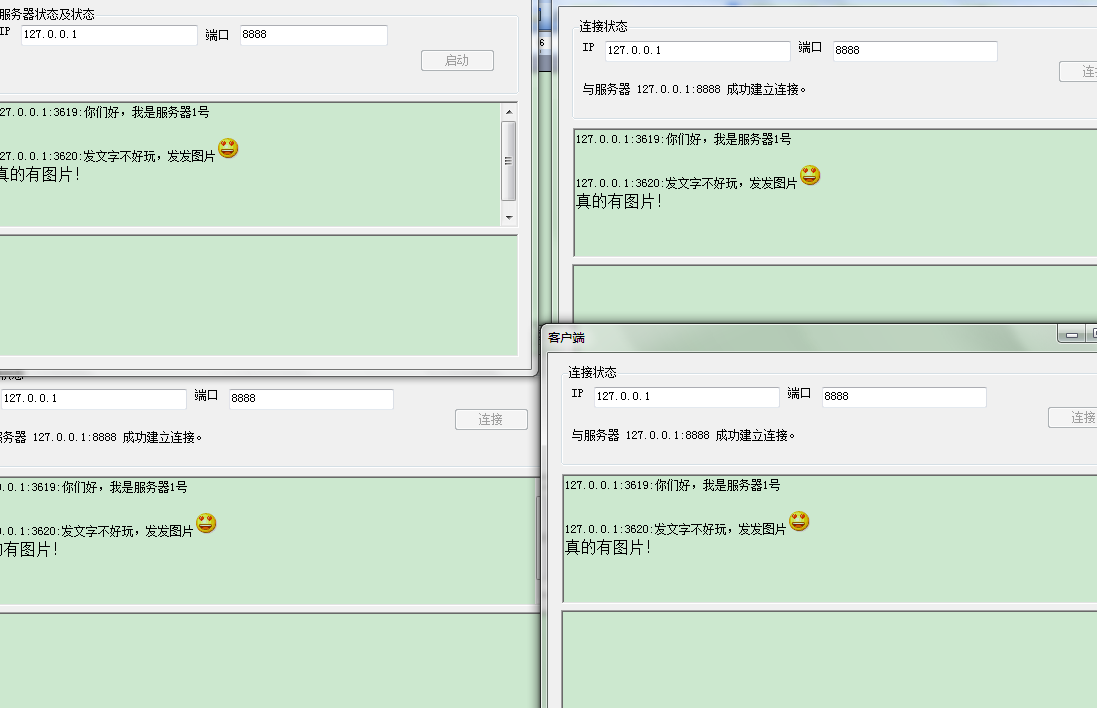 服务器状态及状态
IP 127.0.0.1 端口 8888
启动
27.0.0.1:3619:你们好，我是服务器1号
27.0.0.1:3620:发文字不好玩，发发图片
真的有图片！
6
连接状态
IP 127.0.0.1 端口 8888
连接
与服务器 127.0.0.1:8888 成功建立连接。
127.0.0.1:3619:你们好，我是服务器1号
127.0.0.1:3620:发文字不好玩，发发图片
真的有图片！
状态
127.0.0.1 端口 8888
连接
务器 127.0.0.1:8888 成功建立连接。
0.0.1:3619:你们好，我是服务器1号
0.0.1:3620:发文字不好玩，发发图片
的有图片！
客户端
连接状态
IP 127.0.0.1 端口 8888
连接
与服务器 127.0.0.1:8888 成功建立连接。
127.0.0.1:3619:你们好，我是服务器1号
127.0.0.1:3620:发文字不好玩，发发图片
真的有图片！